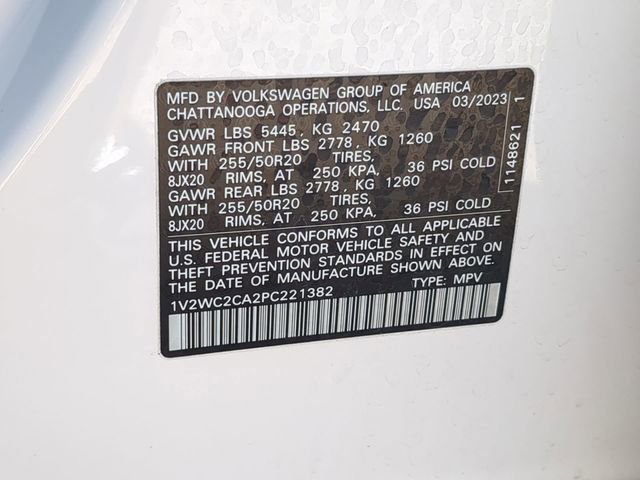 MFD BY VOLKSWAGEN GROUP OF AMERICA
CHATTANOOGA OPERATIONS, LLC. USA 03/2023
GVWR LBS 5445, KG 2470
GAWR FRONT LBS 2778, KG 1260
WITH 255/50R20 TIRES,
8JX20 RIMS, AT 250 KPA, 36 PSI COLD
GAWR REAR LBS 2778, KG 1260
WITH 255/50R20 TIRES,
8JX20 RIMS, AT 250 KPA, 36 PSI COLD
THIS VEHICLE CONFORMS TO ALL APPLICABLE
U.S. FEDERAL MOTOR VEHICLE SAFETY AND
THEFT PREVENTION STANDARDS IN EFFECT ON
THE DATE OF MANUFACTURE SHOWN ABOVE.
1V2WC2CA2PC221382 TYPE: MPV
1148621 1